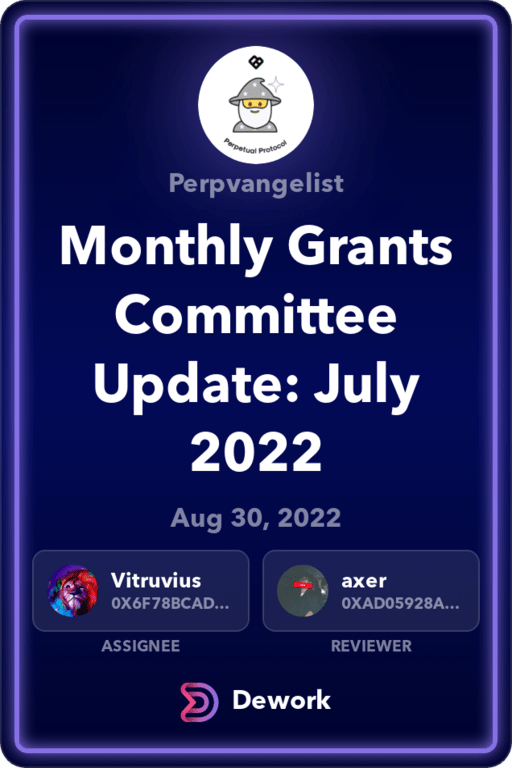 Perpetual Protocol
Perpvangelist
Monthly Grants
Committee
Update: July
2022
Aug 30, 2022
Vitruvius
0X6F78BCAD...
axer
0XAD05928A...
ASSIGNEE
REVIEWER
Dework